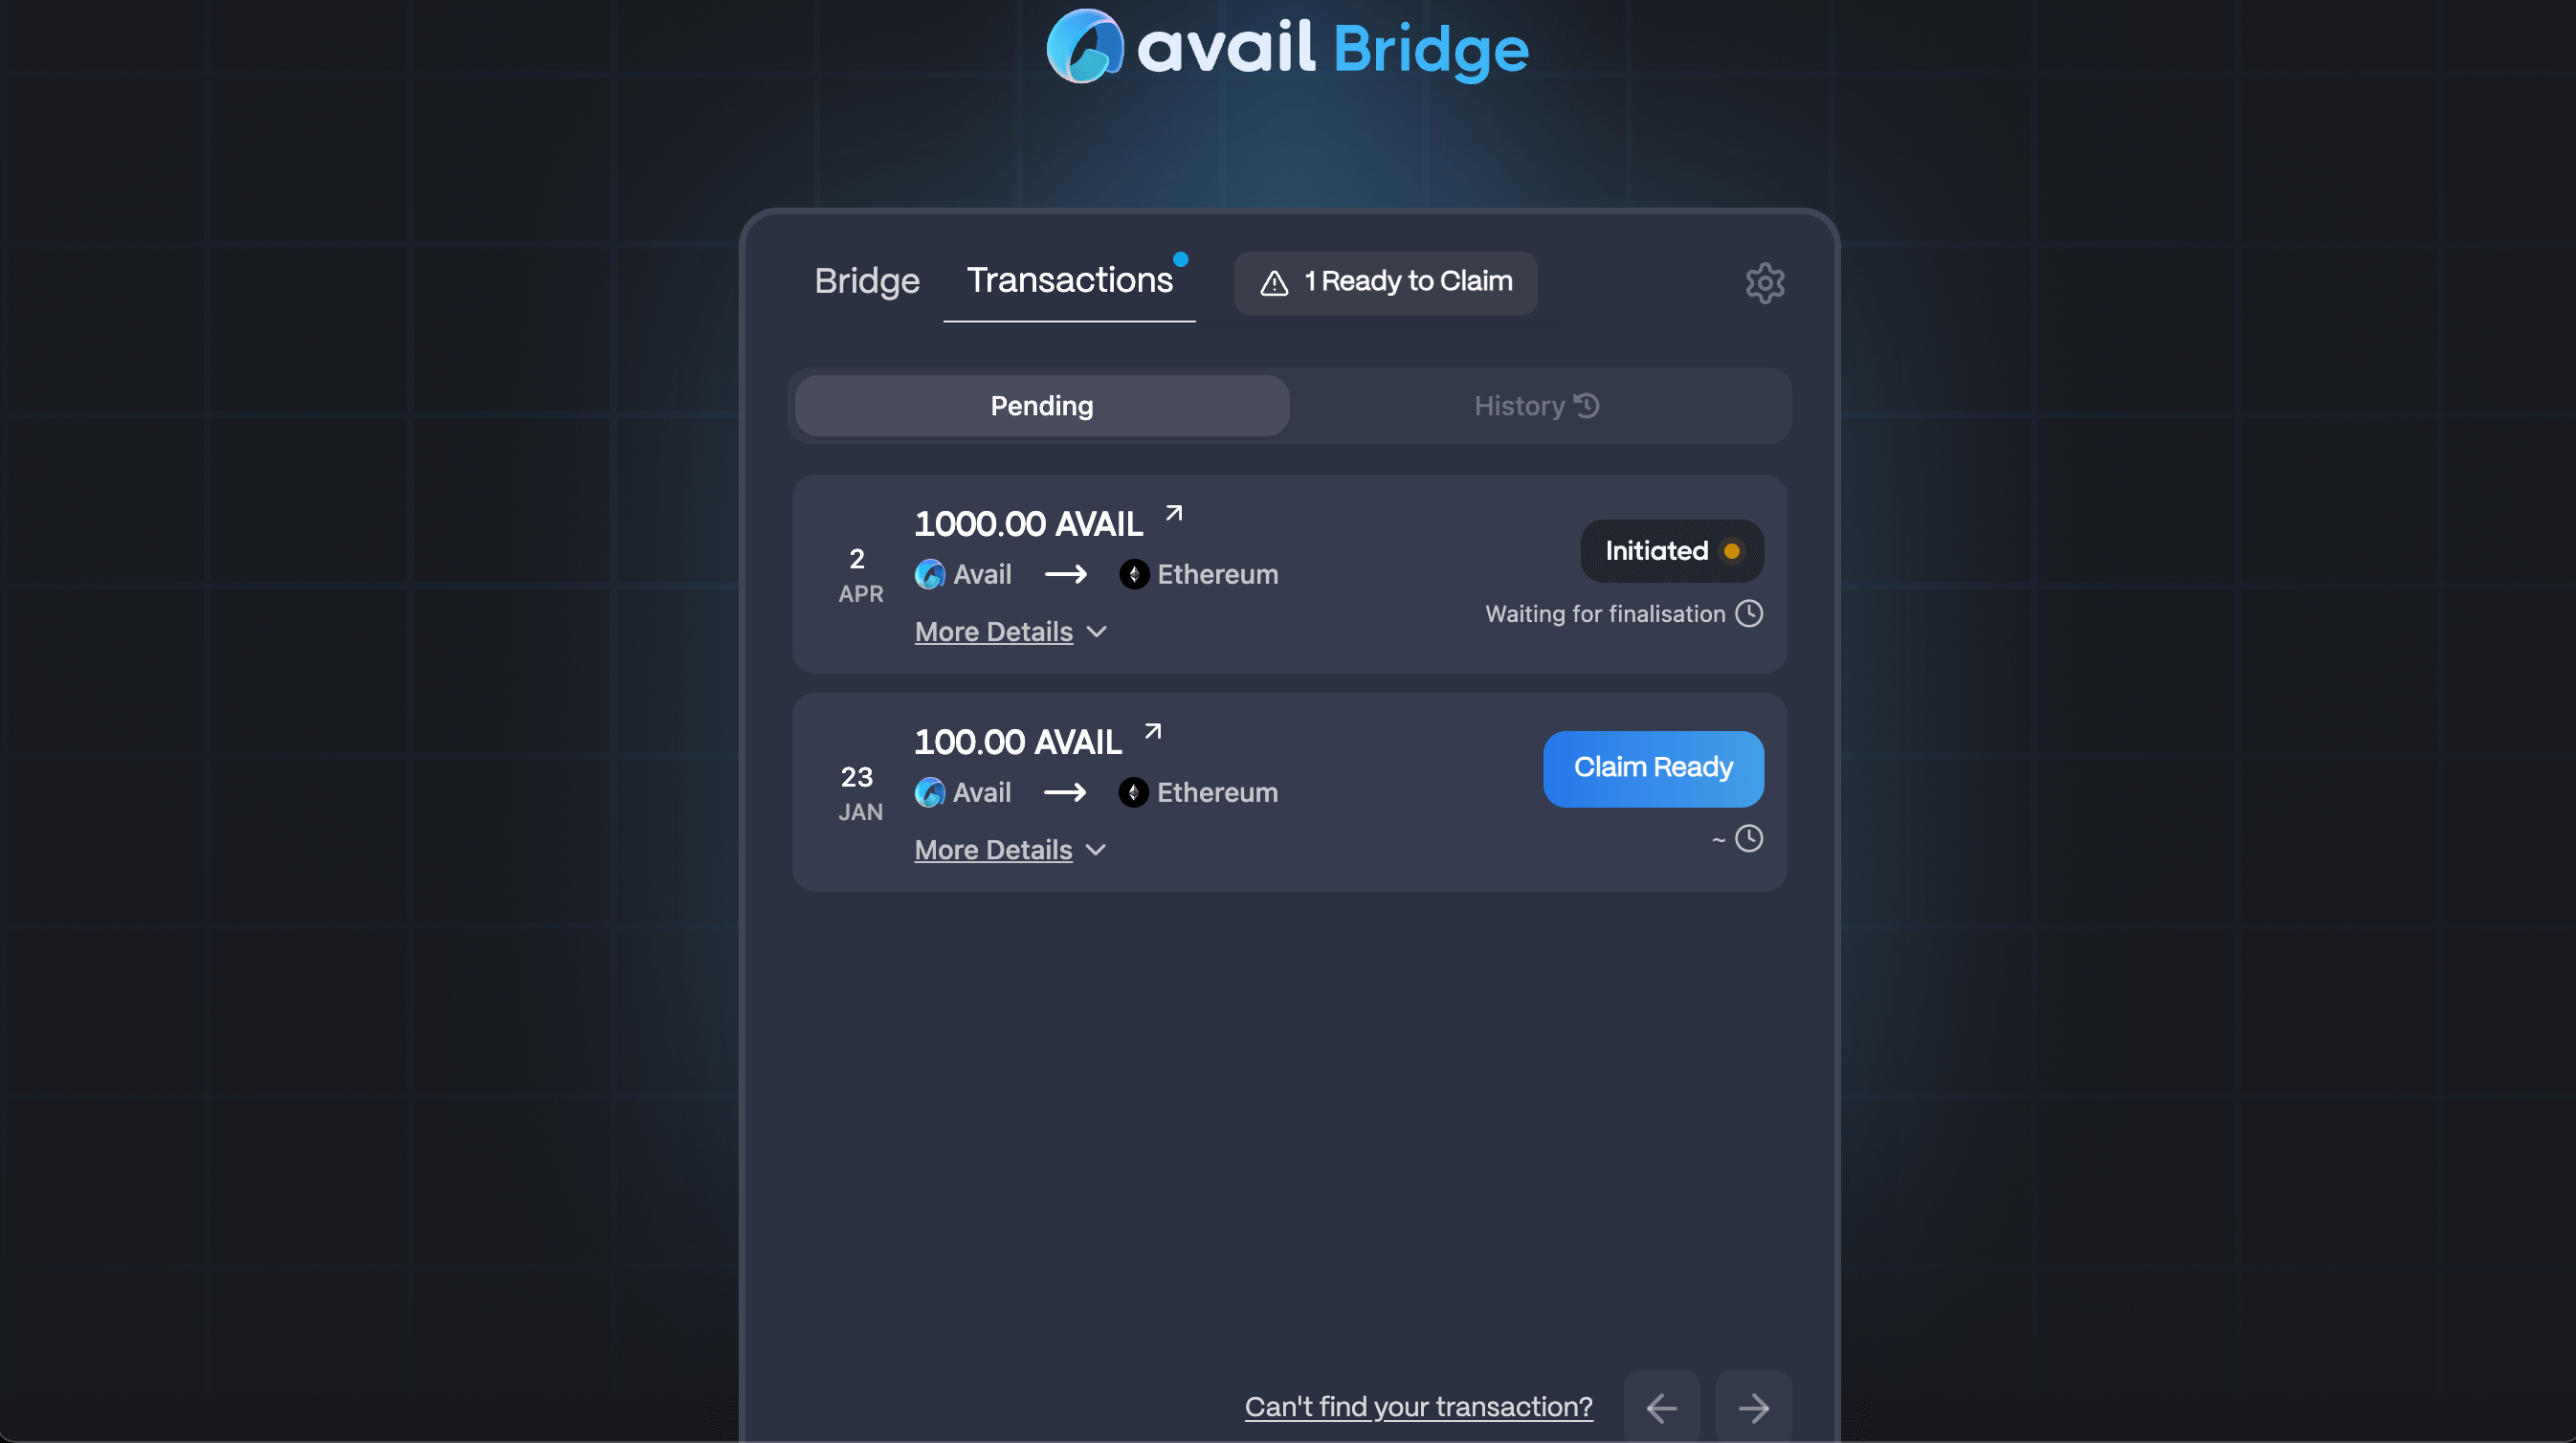 avail Bridge
Bridge Transactions 1 Ready to Claim
Pending History
1000.00 AVAIL
2
APR
Avail → Ethereum
More Details
Initiated
Waiting for finalisation
100.00 AVAIL
23
JAN
Avail → Ethereum
More Details
Claim Ready
~
Can't find your transaction?